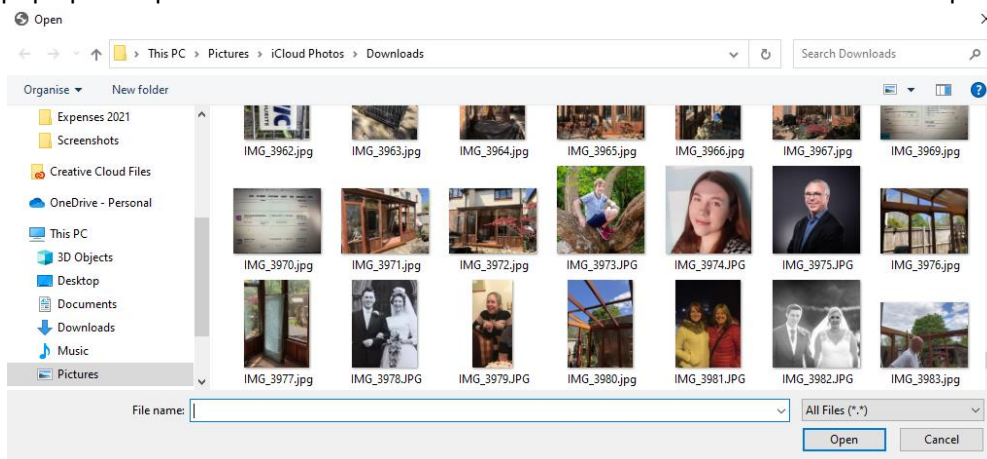 Open
This PC > Pictures > iCloud Photos > Downloads
Search Downloads
Organise
New folder
Expenses 2021
Screenshots
Creative Cloud Files
OneDrive - Personal
This PC
3D Objects
Desktop
Documents
Downloads
Music
Pictures
IMG_3962.jpg IMG_3963.jpg IMG_3964.jpg IMG_3965.jpg IMG_3966.jpg IMG_3967.jpg IMG_3969.jpg
IMG_3970.jpg IMG_3971.jpg IMG_3972.jpg IMG_3973.JPG IMG_3974.JPG IMG_3975.JPG IMG_3976.jpg
IMG_3977.jpg IMG_3978.JPG IMG_3979.JPG IMG_3980.jpg IMG_3981.JPG IMG_3982.JPG IMG_3983.jpg
File name:
All Files (*.*)
Open
Cancel